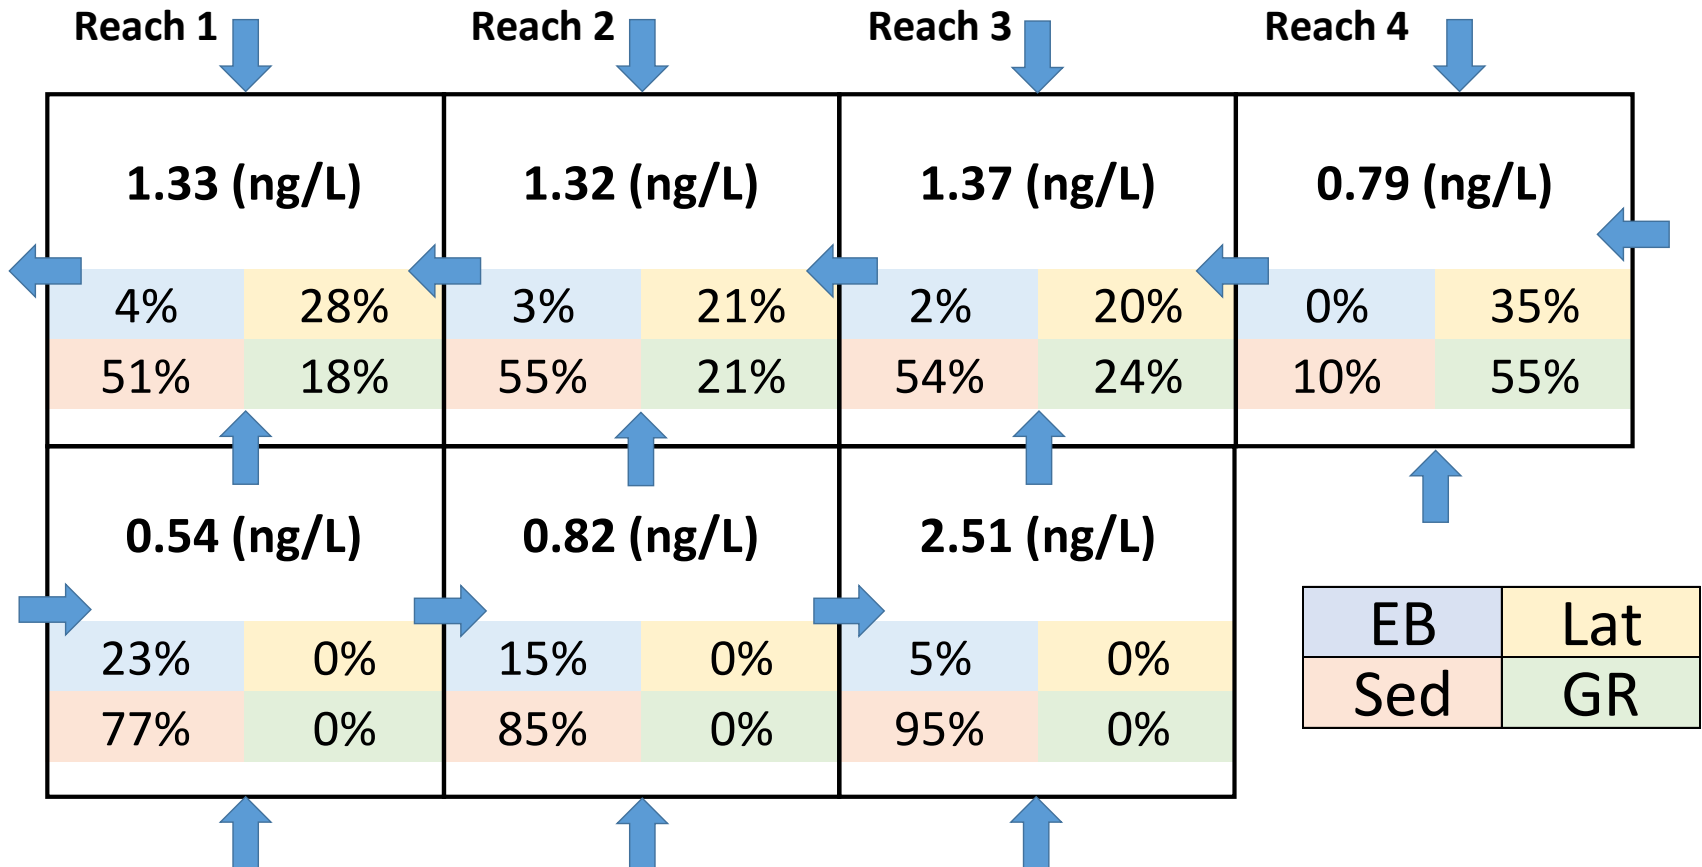 Reach 1 Reach 2 Reach 3 Reach 4
1.33 (ng/L) 1.32 (ng/L) 1.37 (ng/L) 0.79 (ng/L)
4% 28% 3% 21% 2% 20% 0% 35%
51% 18% 55% 21% 54% 24% 10% 55%
0.54 (ng/L) 0.82 (ng/L) 2.51 (ng/L)
EB Lat
23% 0% 15% 0% 5% 0%
Sed GR
77% 0% 85% 0% 95% 0%